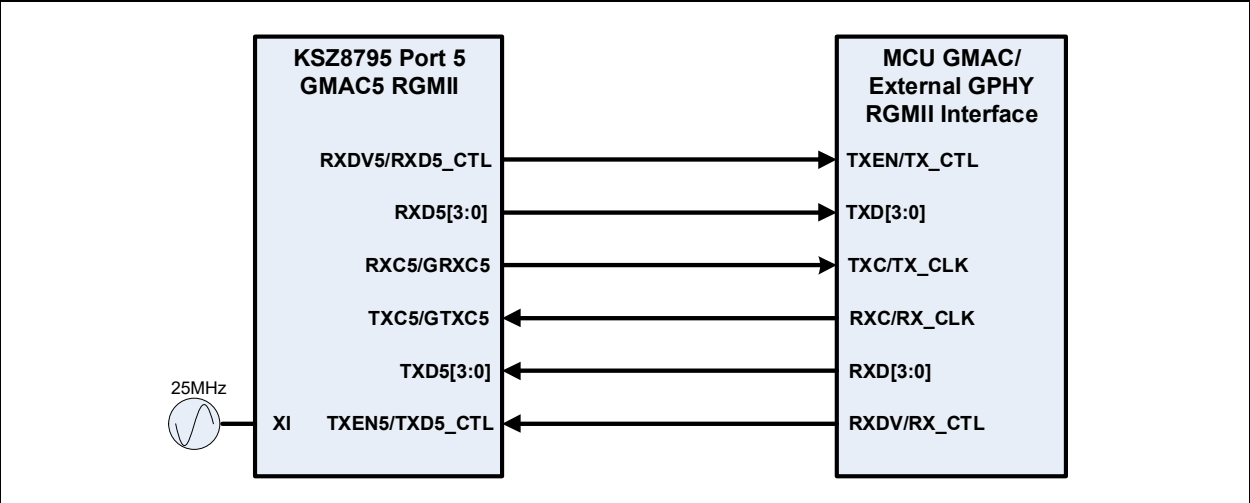 KSZ8795 Port 5
GMAC5 RGMII
MCU GMAC/
External GPHY
RGMII Interface
RXDV5/RXD5_CTL
TXEN/TX_CTL
RXD5[3:0]
TXD[3:0]
RXC5/GRXC5
TXC/TX_CLK
TXC5/GTXC5
RXC/RX_CLK
TXD5[3:0]
RXD[3:0]
25MHz
XI
TXEN5/TXD5_CTL
RXDV/RX_CTL